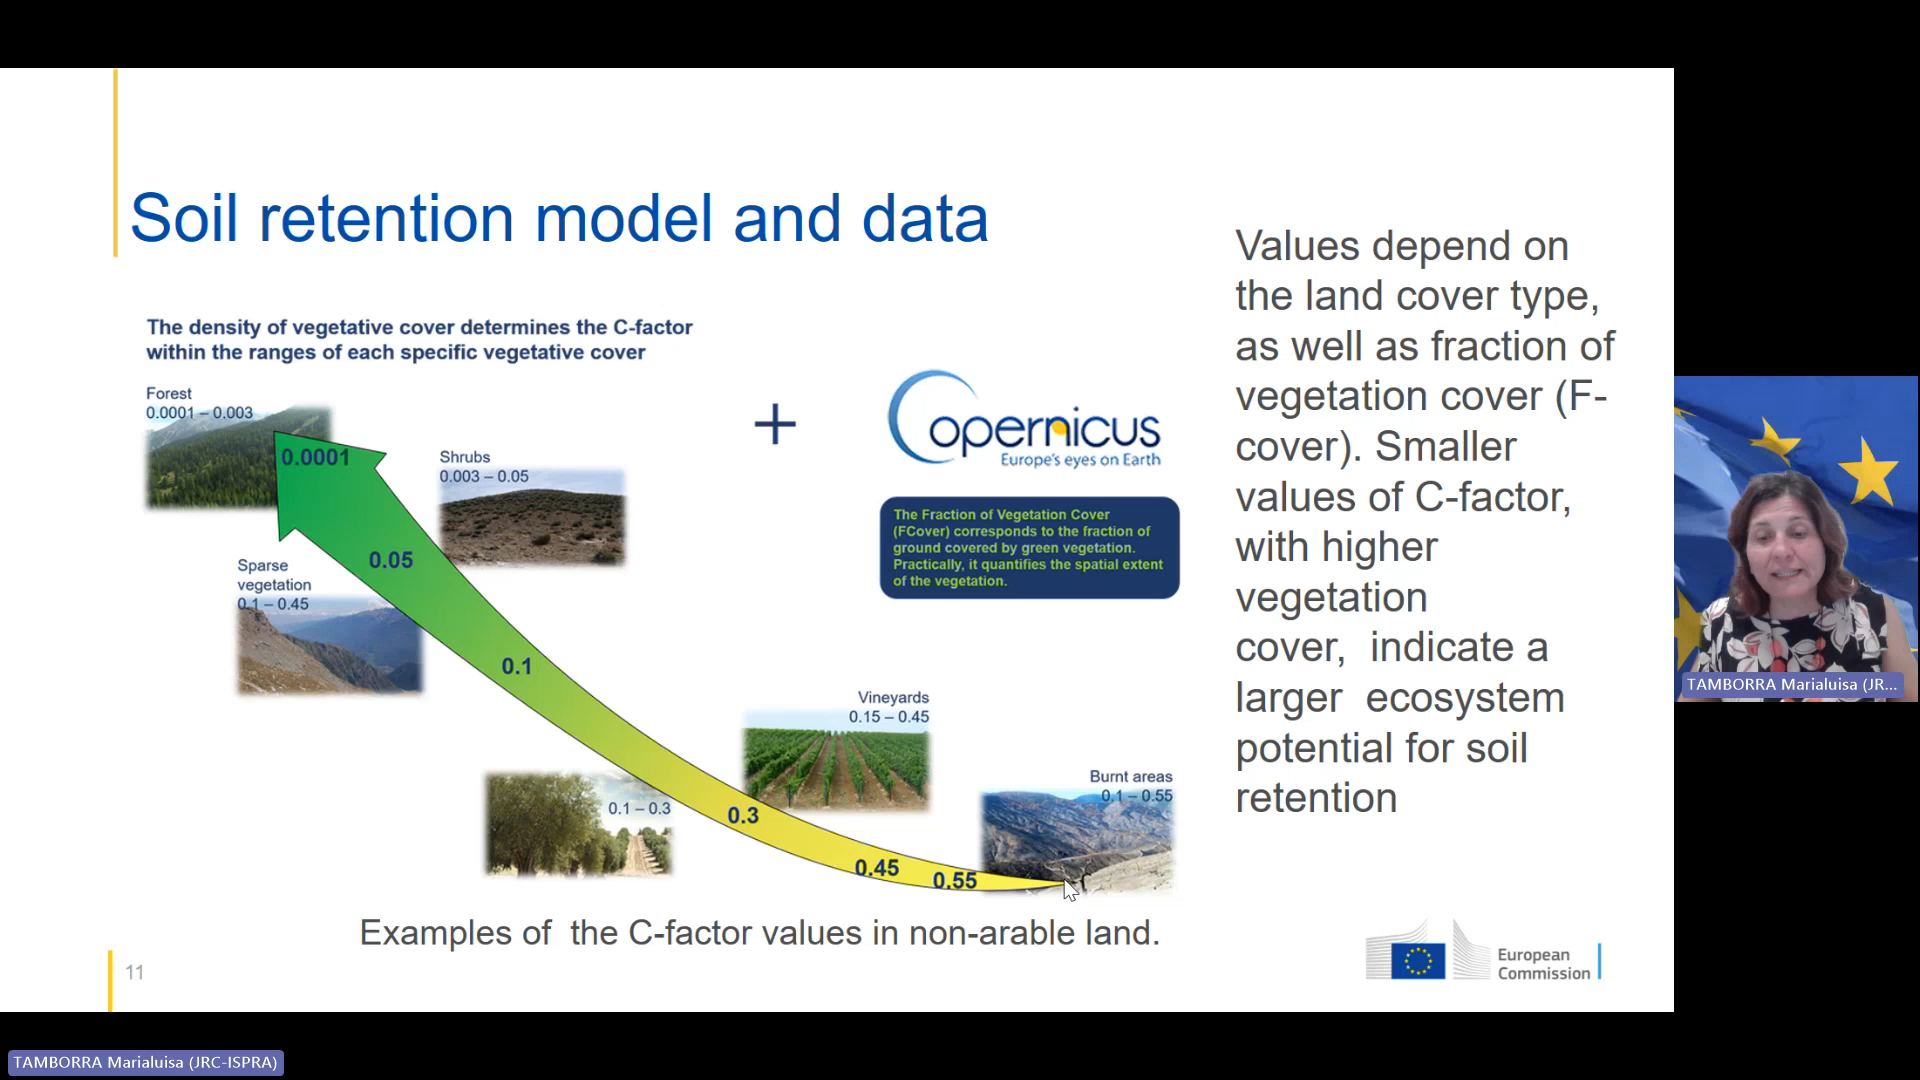 Soil retention model and data
The density of vegetative cover determines the C-factor
within the ranges of each specific vegetative cover
Forest
0.0001 – 0.003
0.0001
Shrubs
0.003 – 0.05
0.05
Sparse
vegetation
0.1 – 0.45
0.1
Vineyards
0.15 – 0.45
0.1 – 0.3
0.3
Burnt areas
0.1 – 0.55
0.45
0.55
+
Copernicus
Europe's eyes on Earth
The Fraction of Vegetation Cover
(FCover) corresponds to the fraction of
ground covered by green vegetation.
Practically, it quantifies the spatial extent
of the vegetation.
Examples of  the C-factor values in non-arable land.
Values depend on
the land cover type,
as well as fraction of
vegetation cover (F-
cover). Smaller
values of C-factor,
with higher
vegetation
cover,  indicate a
larger  ecosystem
potential for soil
retention
11
European
Commission
TAMBORRA Marialuisa (JR...
TAMBORRA Marialuisa (JRC-ISPRA)